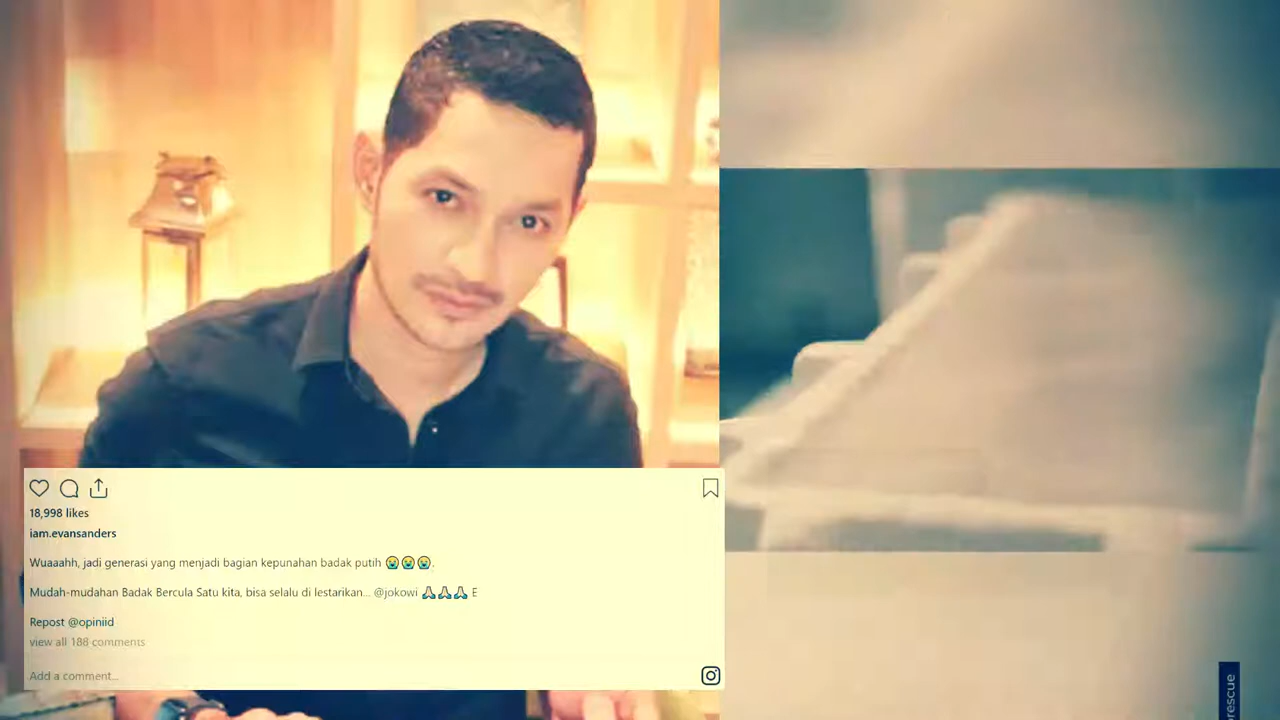 18,998 likes
iam.evansanders
Wuaaahh, jadi generasi yang menjadi bagian kepunahan badak putih 😭😭😭.
Mudah-mudahan Badak Bercula Satu kita, bisa selalu di lestarikan... @jokowi 🙏🙏🙏 E
Repost @opiniid
view all 188 comments
Add a comment...
rescue